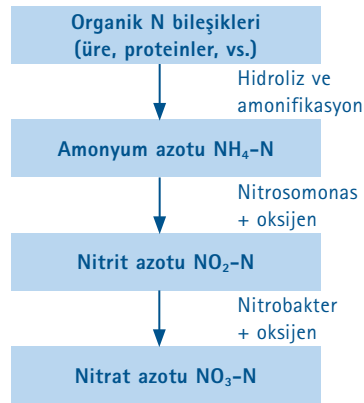 Organik N bileşikleri
(üre, proteinler, vs.)
Hidroliz ve
amonifikasyon
Amonyum azotu NH₄-N
Nitrosomonas
+ oksijen
Nitrit azotu NO₂-N
Nitrobakter
+ oksijen
Nitrat azotu NO₃-N